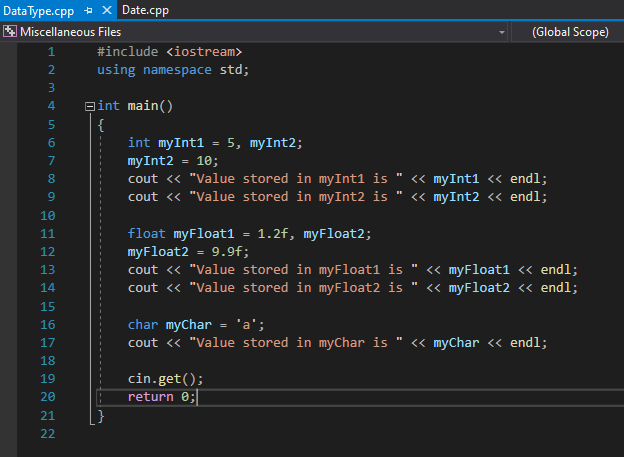 DataType.cpp Date.cpp
Miscellaneous Files (Global Scope)
1 #include <iostream>
2 using namespace std;
3
4 int main()
5 {
6 int myInt1 = 5, myInt2;
7 myInt2 = 10;
8 cout << "Value stored in myInt1 is " << myInt1 << endl;
9 cout << "Value stored in myInt2 is " << myInt2 << endl;
10
11 float myFloat1 = 1.2f, myFloat2;
12 myFloat2 = 9.9f;
13 cout << "Value stored in myFloat1 is " << myFloat1 << endl;
14 cout << "Value stored in myFloat2 is " << myFloat2 << endl;
15
16 char myChar = 'a';
17 cout << "Value stored in myChar is " << myChar << endl;
18
19 cin.get();
20 return 0;
21 }
22